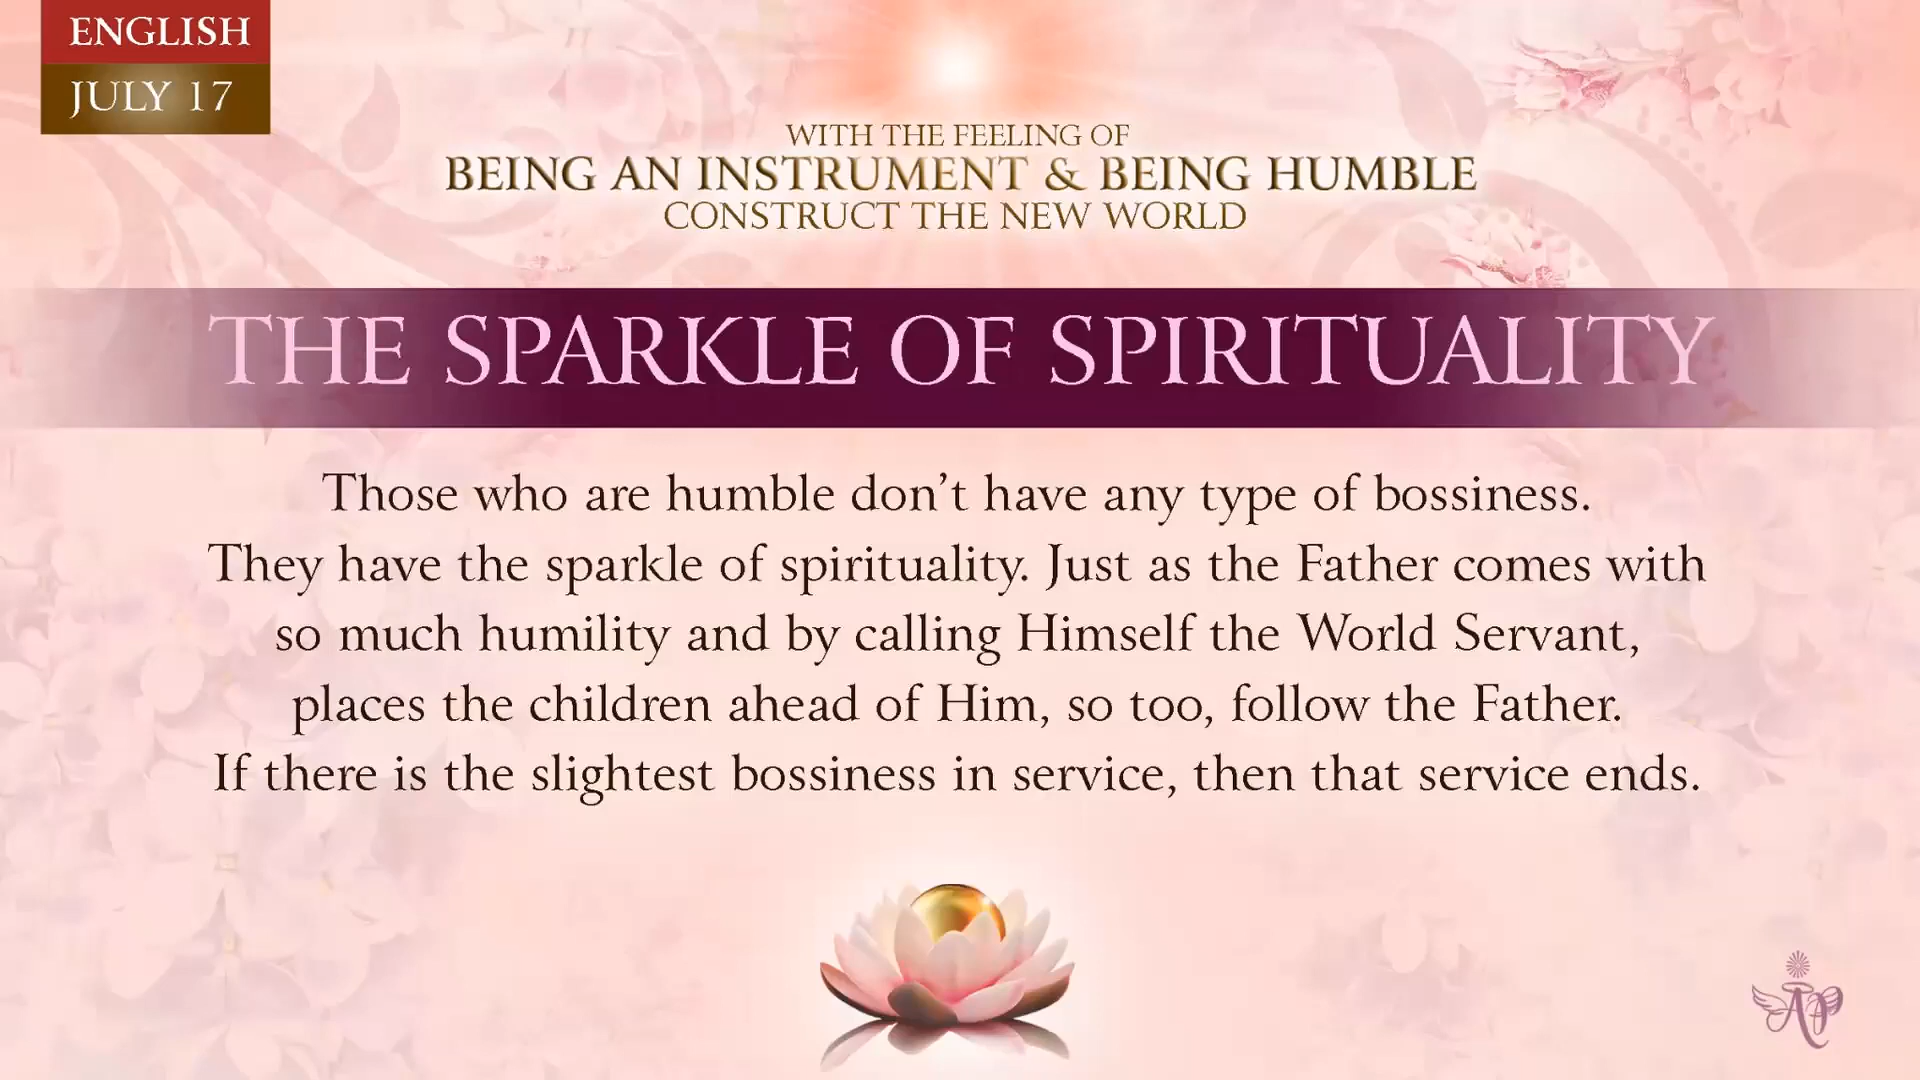 ENGLISH
JULY 17
WITH THE FEELING OF
BEING AN INSTRUMENT & BEING HUMBLE
CONSTRUCT THE NEW WORLD
THE SPARKLE OF SPIRITUALITY
Those who are humble don’t have any type of bossiness.
They have the sparkle of spirituality. Just as the Father comes with
so much humility and by calling Himself the World Servant,
places the children ahead of Him, so too, follow the Father.
If there is the slightest bossiness in service, then that service ends.